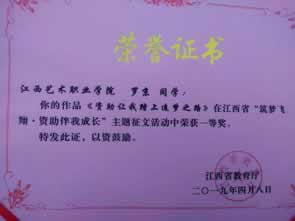 荣誉证书
江西艺术职业学院 罗京 同学：
你的作品《资助让我踏上追梦之路》在江西省“筑梦飞
翔·资助伴我成长”主题征文活动中荣获一等奖。
特发此证，以资鼓励。
江西省教育厅
二〇一九年四月八日